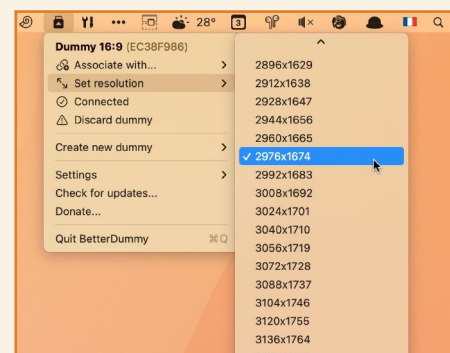 28°
3
Dummy 16:9 (EC38F986)
Associate with...
Set resolution
Connected
Discard dummy
Create new dummy
Settings
Check for updates...
Donate...
Quit BetterDummy ⌘Q
2896x1629
2912x1638
2928x1647
2944x1656
2960x1665
✓ 2976x1674
2992x1683
3008x1692
3024x1701
3040x1710
3056x1719
3072x1728
3088x1737
3104x1746
3120x1755
3136x1764